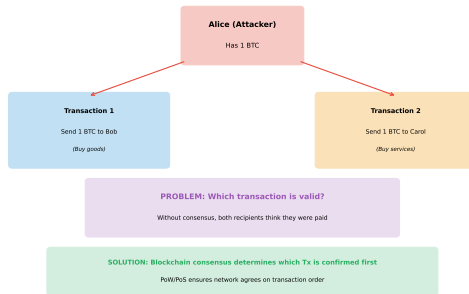 Alice (Attacker)
Has 1 BTC
Transaction 1
Send 1 BTC to Bob
(Buy goods)
Transaction 2
Send 1 BTC to Carol
(Buy services)
PROBLEM: Which transaction is valid?
Without consensus, both recipients think they were paid
SOLUTION: Blockchain consensus determines which Tx is confirmed first
PoW/PoS ensures network agrees on transaction order